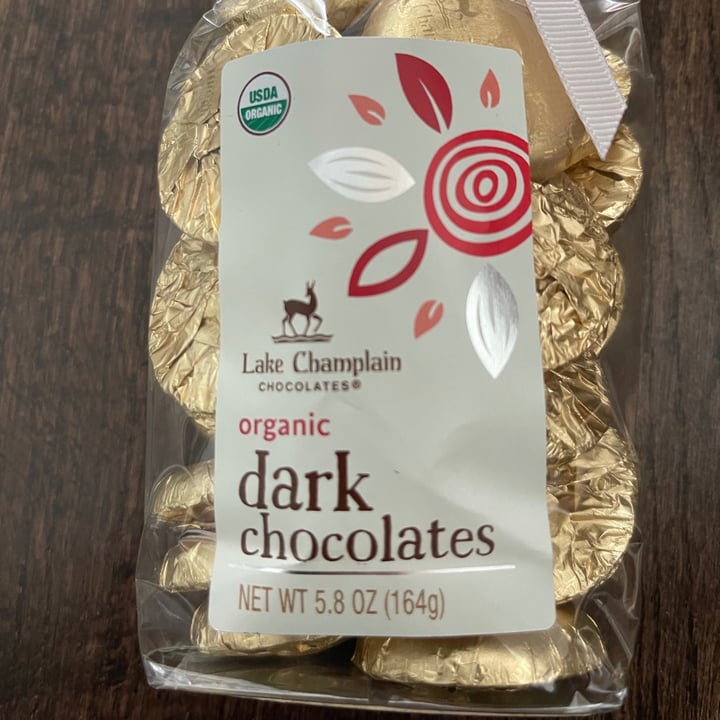 USDA
ORGANIC
Lake Champlain
CHOCOLATES®
organic
dark
chocolates
NET WT 5.8 OZ (164g)